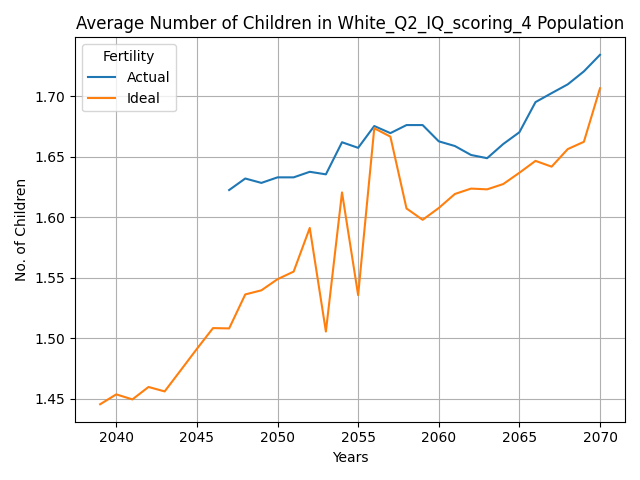 Average Number of Children in White_Q2_IQ_scoring_4 Population
Fertility
Actual
Ideal
No. of Children
1.70
1.65
1.60
1.55
1.50
1.45
2040 2045 2050 2055 2060 2065 2070
Years